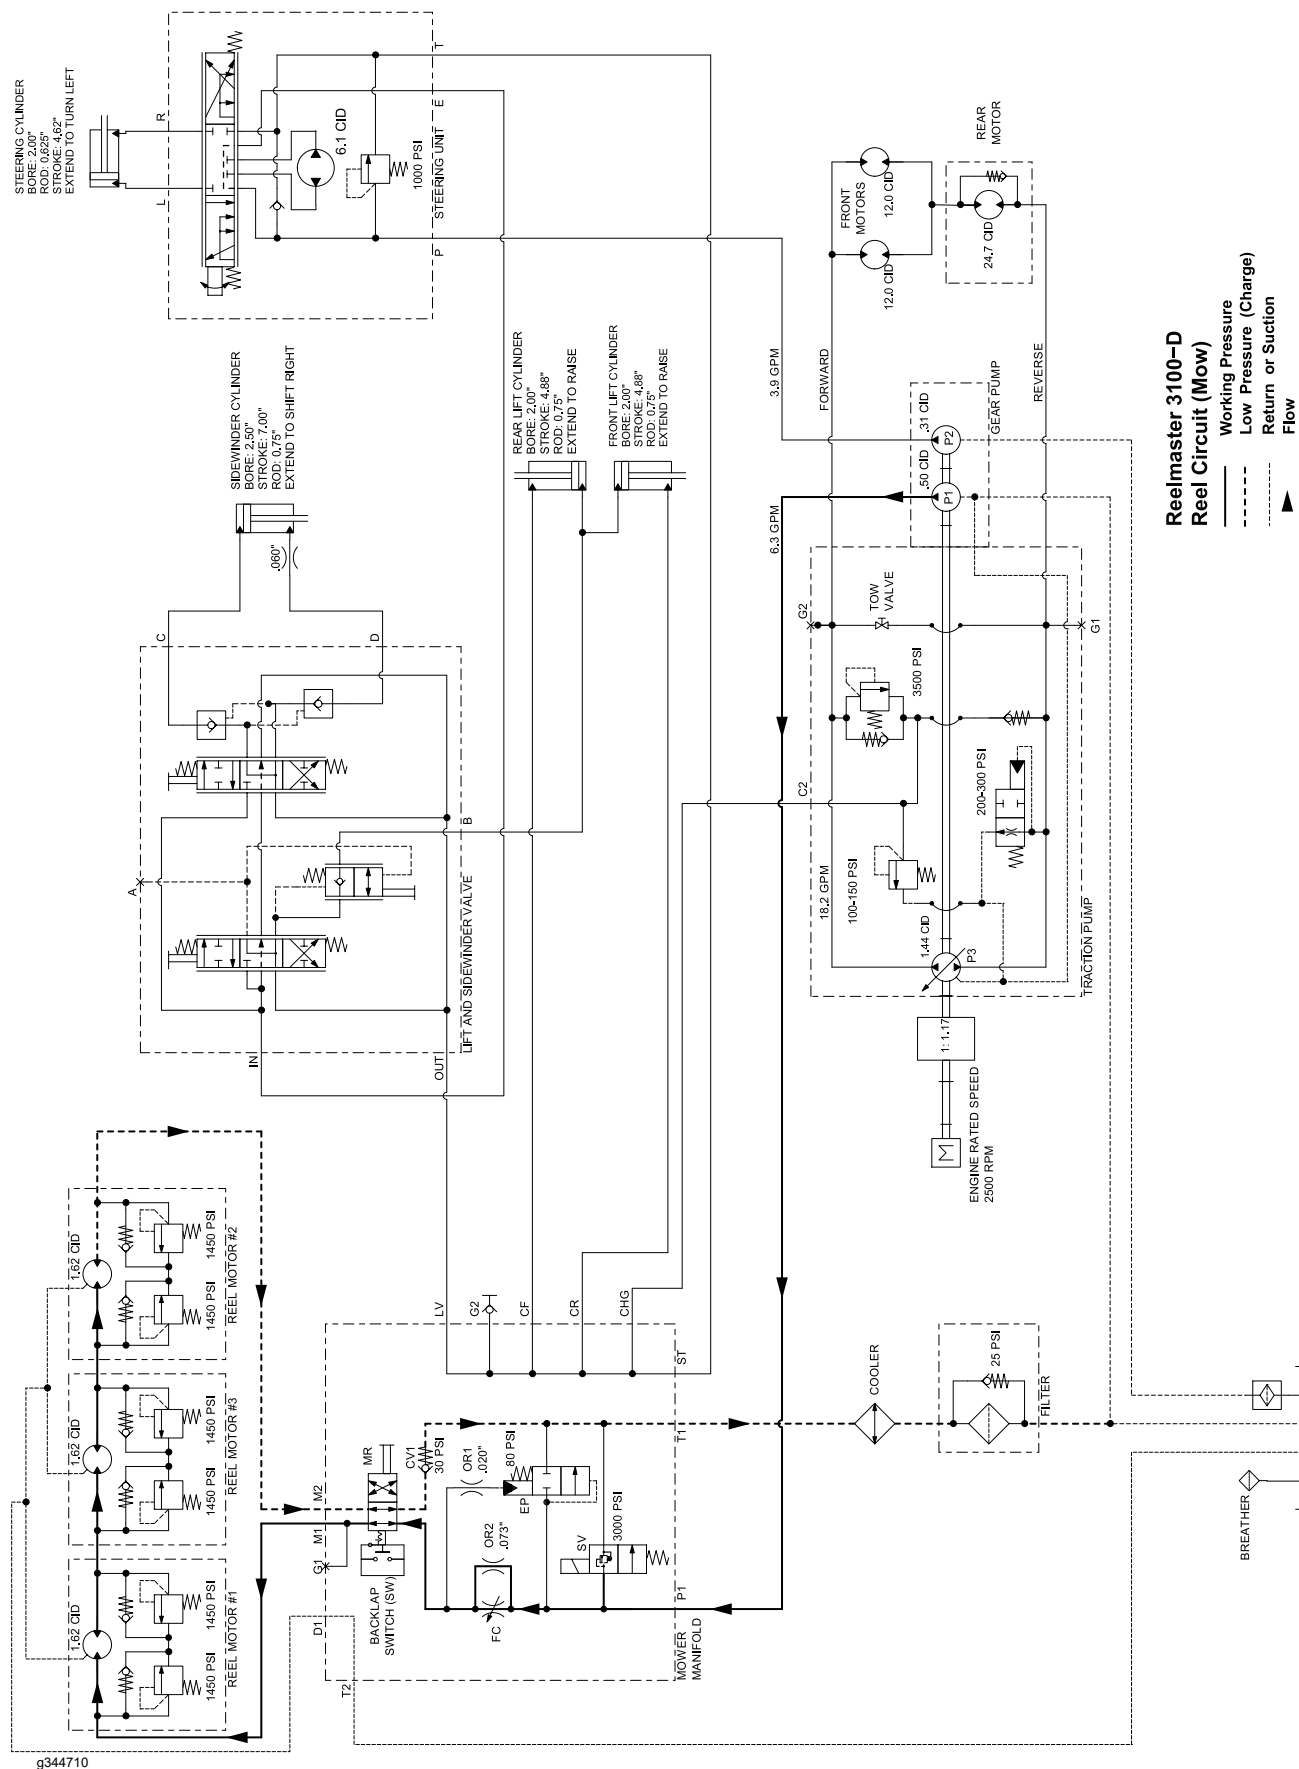 STEERING CYLINDER
BORE: 2.00"
ROD: 0.625"
STROKE: 4.62"
EXTEND TO TURN LEFT
R
L
T
E
P
6.1 CID
1000 PSI
STEERING UNIT
SIDEWINDER CYLINDER
BORE: 2.50"
STROKE: 7.00"
ROD: 0.75"
EXTEND TO SHIFT RIGHT
.060"
C
D
A
B
IN
OUT
LIFT AND SIDEWINDER VALVE
REAR LIFT CYLINDER
BORE: 2.00"
STROKE: 4.88"
ROD: 0.75"
EXTEND TO RAISE
FRONT LIFT CYLINDER
BORE: 2.00"
STROKE: 4.88"
ROD: 0.75"
EXTEND TO RAISE
3.9 GPM
6.3 GPM
FORWARD
REVERSE
FRONT
MOTORS
12.0 CID
12.0 CID
REAR
MOTOR
24.7 CID
.50 CID
.31 CID
P1
P2
GEAR PUMP
G2
TOW
VALVE
G1
3500 PSI
C2
200-300 PSI
100-150 PSI
18.2 GPM
1.44 CID
P3
TRACTION PUMP
1: 1.17
M
ENGINE RATED SPEED
2500 RPM
1.62 CID
1450 PSI
1450 PSI
REEL MOTOR #2
1.62 CID
1450 PSI
1450 PSI
REEL MOTOR #3
1.62 CID
1450 PSI
1450 PSI
REEL MOTOR #1
LV
G2
CF
CR
CHG
ST
T1
M2
M1
G1
D1
T2
P1
MR
CV1
30 PSI
OR1
.020"
80 PSI
EP
OR2
.073"
FC
SV
3000 PSI
BACKLAP
SWITCH (SW)
MOWER
MANIFOLD
COOLER
25 PSI
FILTER
BREATHER
Reelmaster 3100-D
Reel Circuit (Mow)
Working Pressure
Low Pressure (Charge)
Return or Suction
Flow
g344710